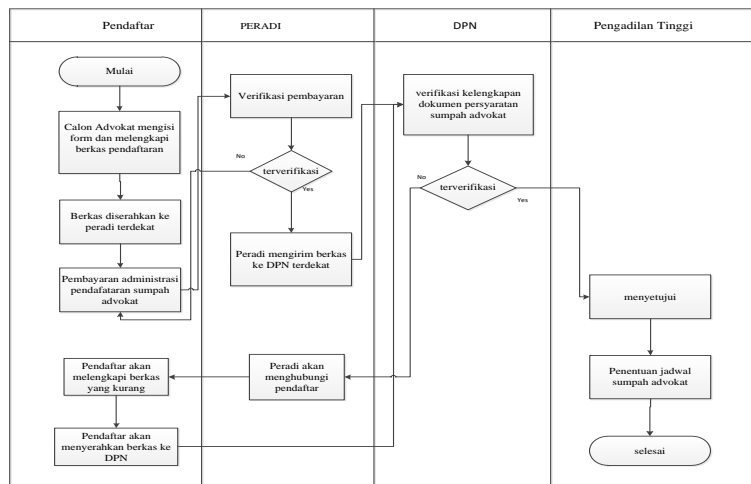 Pendaftar
PERADI
DPN
Pengadilan Tinggi
Mulai
Calon Advokat mengisi
form dan melengkapi
berkas pendaftaran
Berkas diserahkan ke
peradi terdekat
Pembayaran administrasi
pendafataran sumpah
advokat
Verifikasi pembayaran
No
terverifikasi
Yes
Peradi mengirim berkas
ke DPN terdekat
verifikasi kelengkapan
dokumen persyaratan
sumpah advokat
No
terverifikasi
Yes
menyetujui
Penentuan jadwal
sumpah advokat
selesai
Peradi akan
menghubungi
pendaftar
Pendaftar akan
melengkapi berkas
yang kurang
Pendaftar akan
menyerahkan berkas ke
DPN